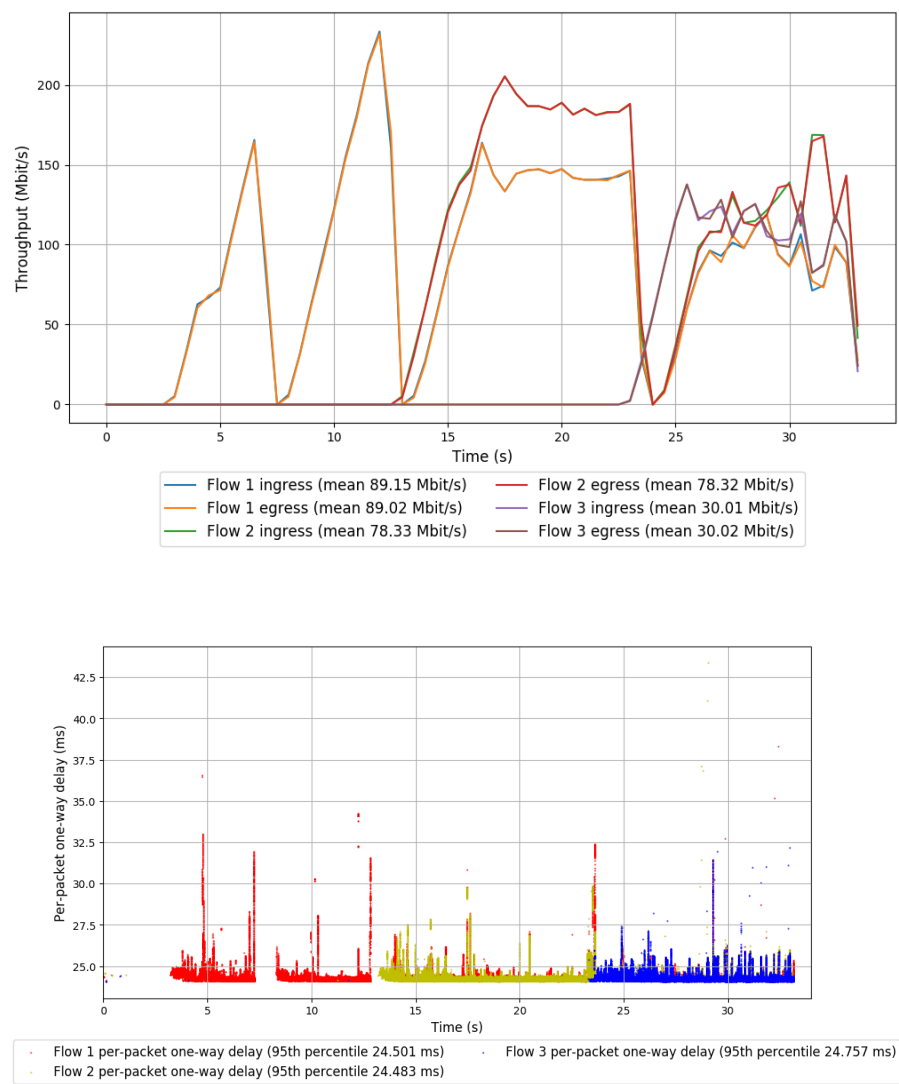 200
150
100
50
0
Throughput (Mbit/s)
0 5 10 15 20 25 30
Time (s)
Flow 1 ingress (mean 89.15 Mbit/s) Flow 2 egress (mean 78.32 Mbit/s)
Flow 1 egress (mean 89.02 Mbit/s) Flow 3 ingress (mean 30.01 Mbit/s)
Flow 2 ingress (mean 78.33 Mbit/s) Flow 3 egress (mean 30.02 Mbit/s)
42.5
40.0
37.5
35.0
32.5
30.0
27.5
25.0
Per-packet one-way delay (ms)
0 5 10 15 20 25 30
Time (s)
Flow 1 per-packet one-way delay (95th percentile 24.501 ms) Flow 3 per-packet one-way delay (95th percentile 24.757 ms)
Flow 2 per-packet one-way delay (95th percentile 24.483 ms)